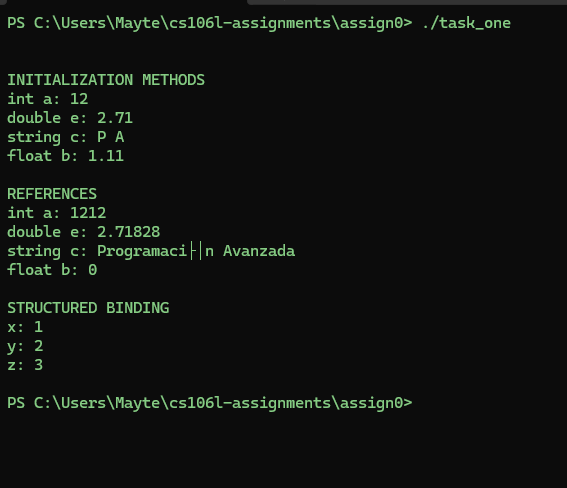 PS C:\Users\Mayte\cs106l-assignments\assign0> ./task_one
INITIALIZATION METHODS
int a: 12
double e: 2.71
string c: P A
float b: 1.11
REFERENCES
int a: 1212
double e: 2.71828
string c: Programaci├│n Avanzada
float b: 0
STRUCTURED BINDING
x: 1
y: 2
z: 3
PS C:\Users\Mayte\cs106l-assignments\assign0>